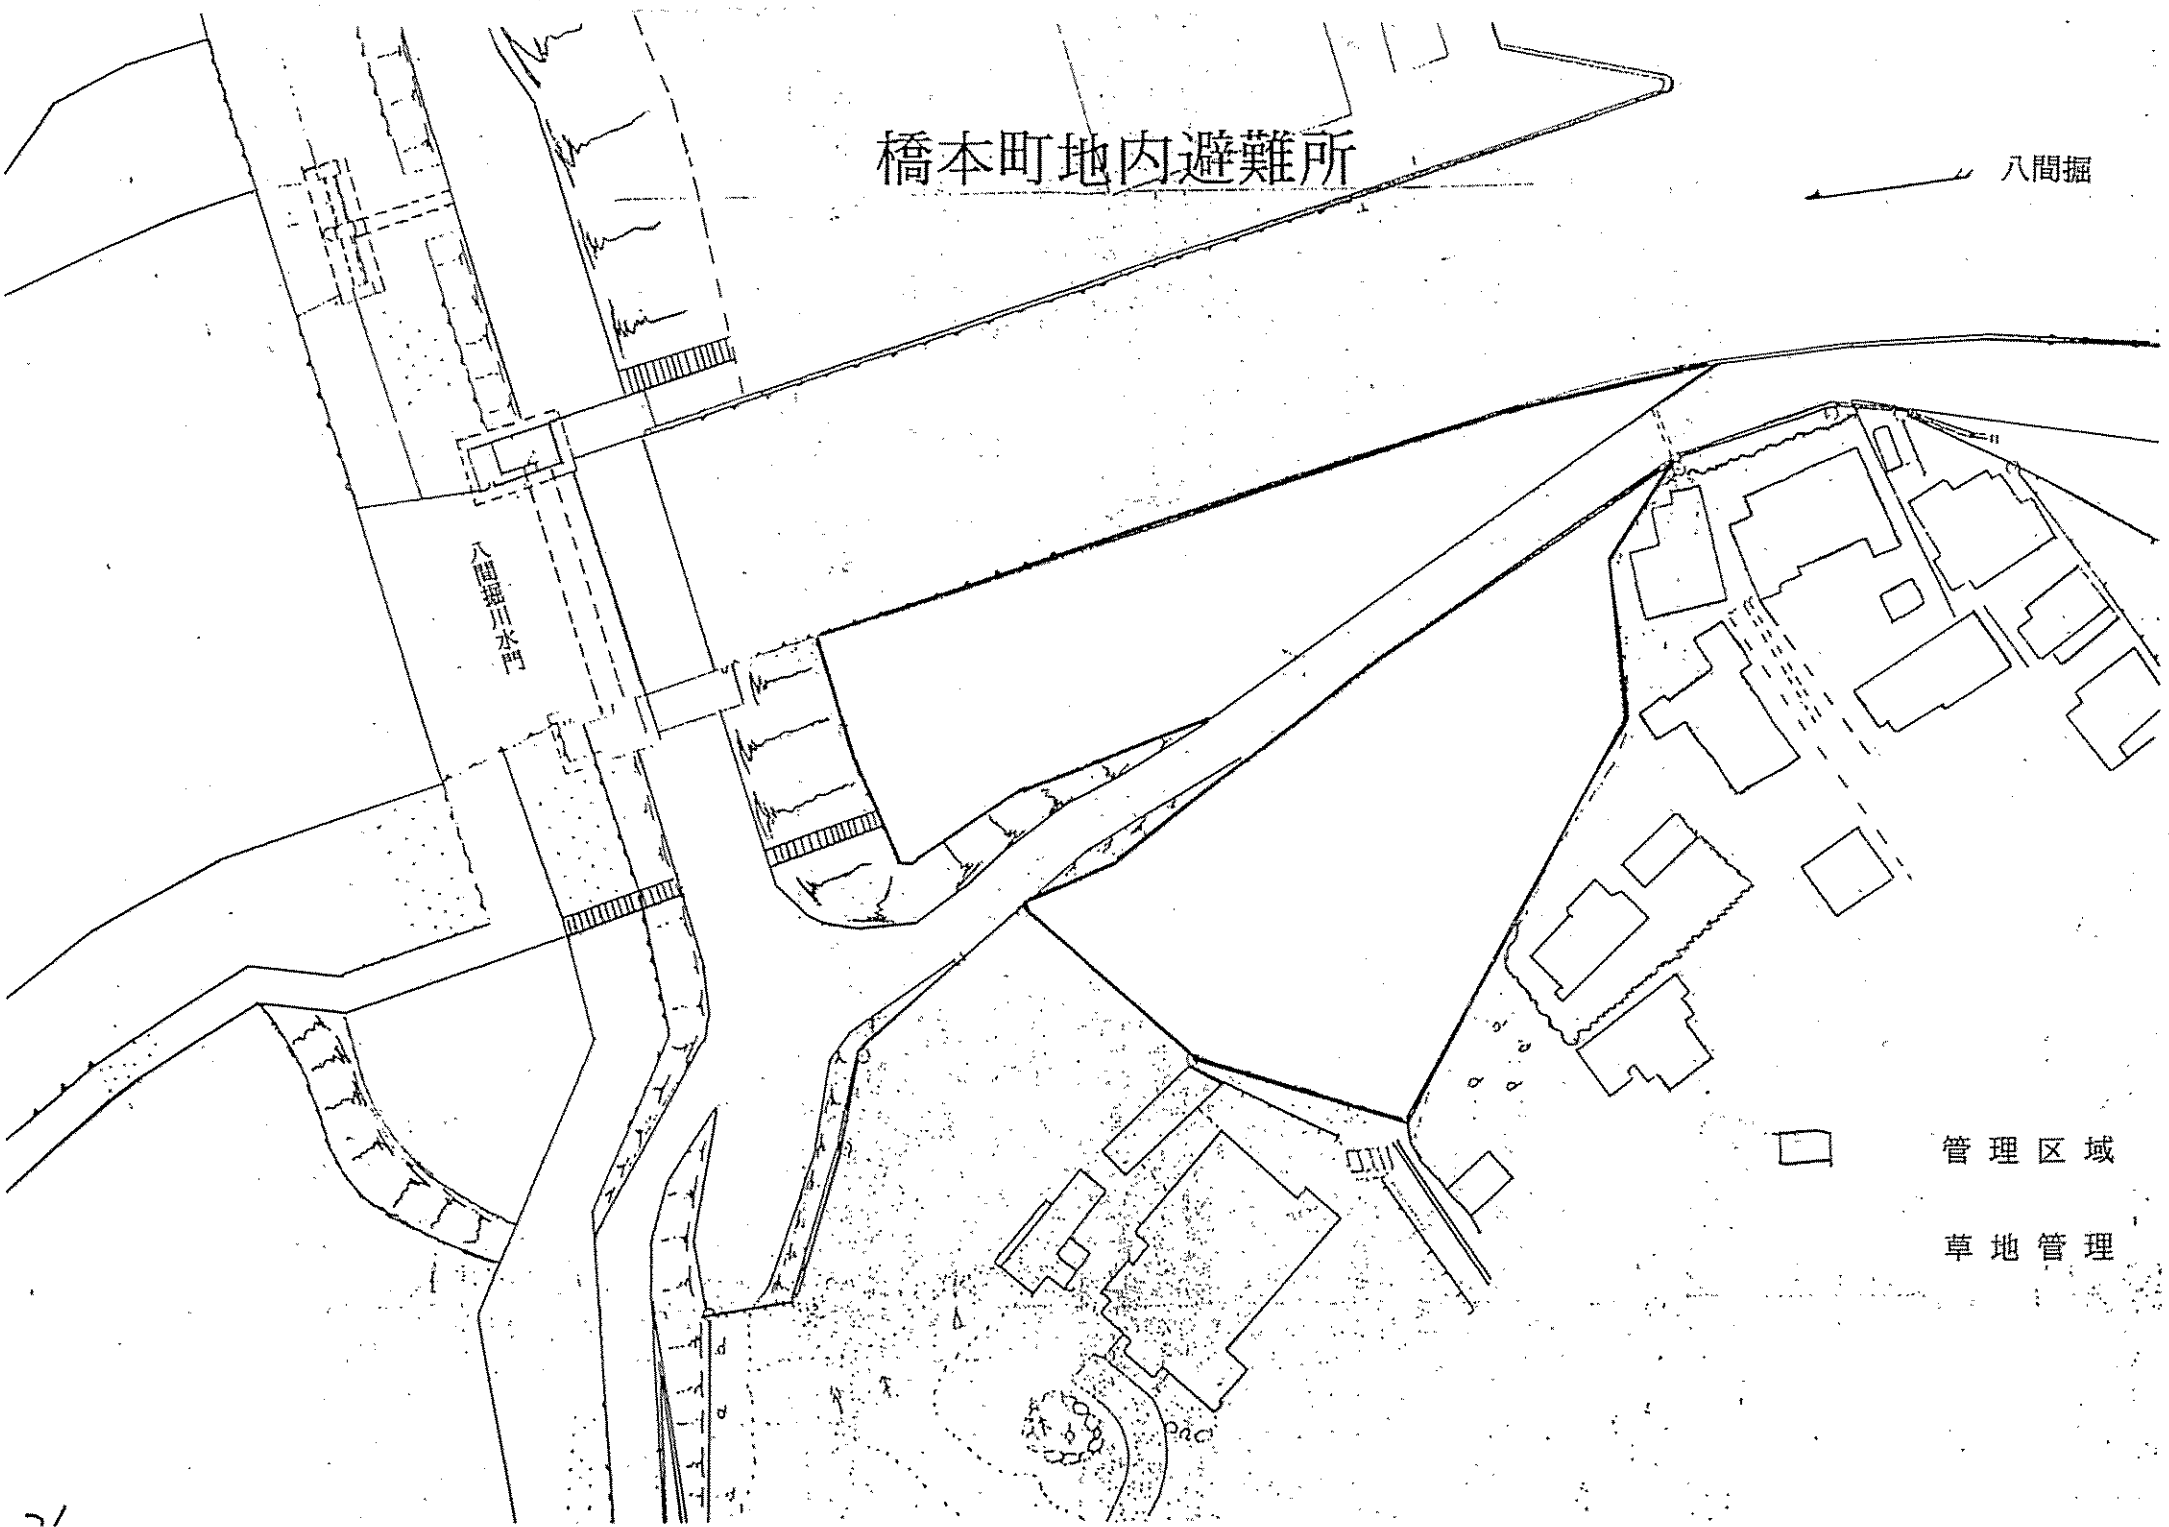 橋本町地内避難所
八間掘
八間掘川水門
管理区域
草地管理